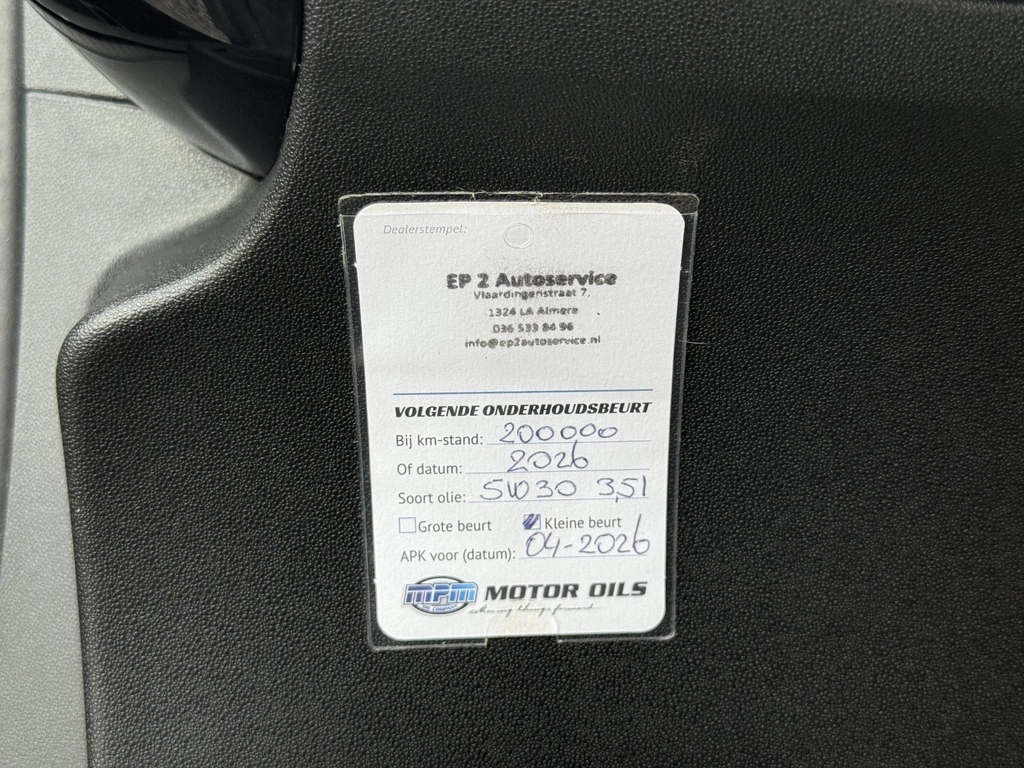 Dealerstempel:
EP 2 Autoservice
Vlaardingenstraat 7,
1324 LA Almere
036 533 84 96
info@ep2autoservice.nl
VOLGENDE ONDERHOUDSBEURT
Bij km-stand: 200000
Of datum: 2026
Soort olie: 5W30 3,5l
Grote beurt Kleine beurt
APK voor (datum): 04-2026
MPM MOTOR OILS